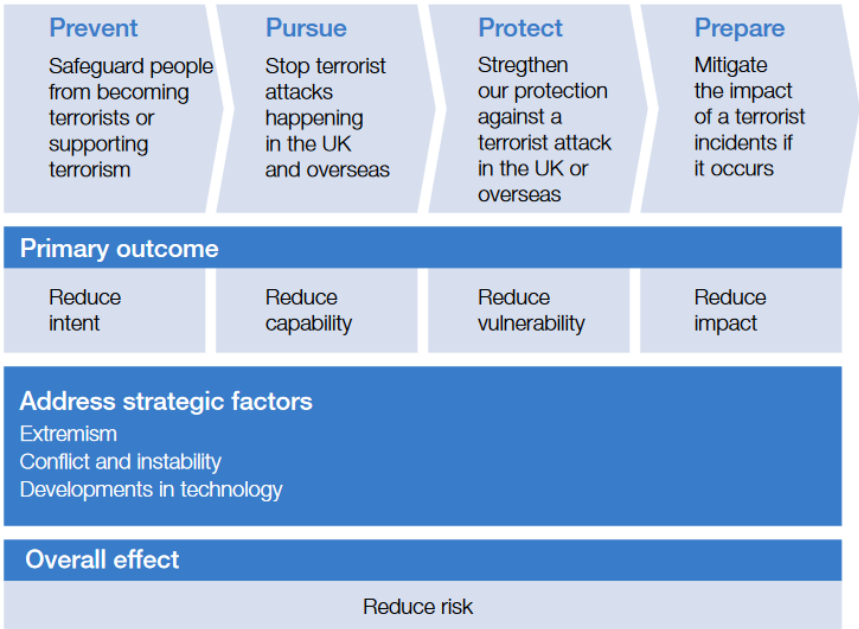 Prevent
Safeguard people
from becoming
terrorists or
supporting
terrorism
Pursue
Stop terrorist
attacks
happening
in the UK
and overseas
Protect
Stregthen
our protection
against a
terrorist attack
in the UK or
overseas
Prepare
Mitigate
the impact
of a terrorist
incidents if
it occurs
Primary outcome
Reduce
intent
Reduce
capability
Reduce
vulnerability
Reduce
impact
Address strategic factors
Extremism
Conflict and instability
Developments in technology
Overall effect
Reduce risk